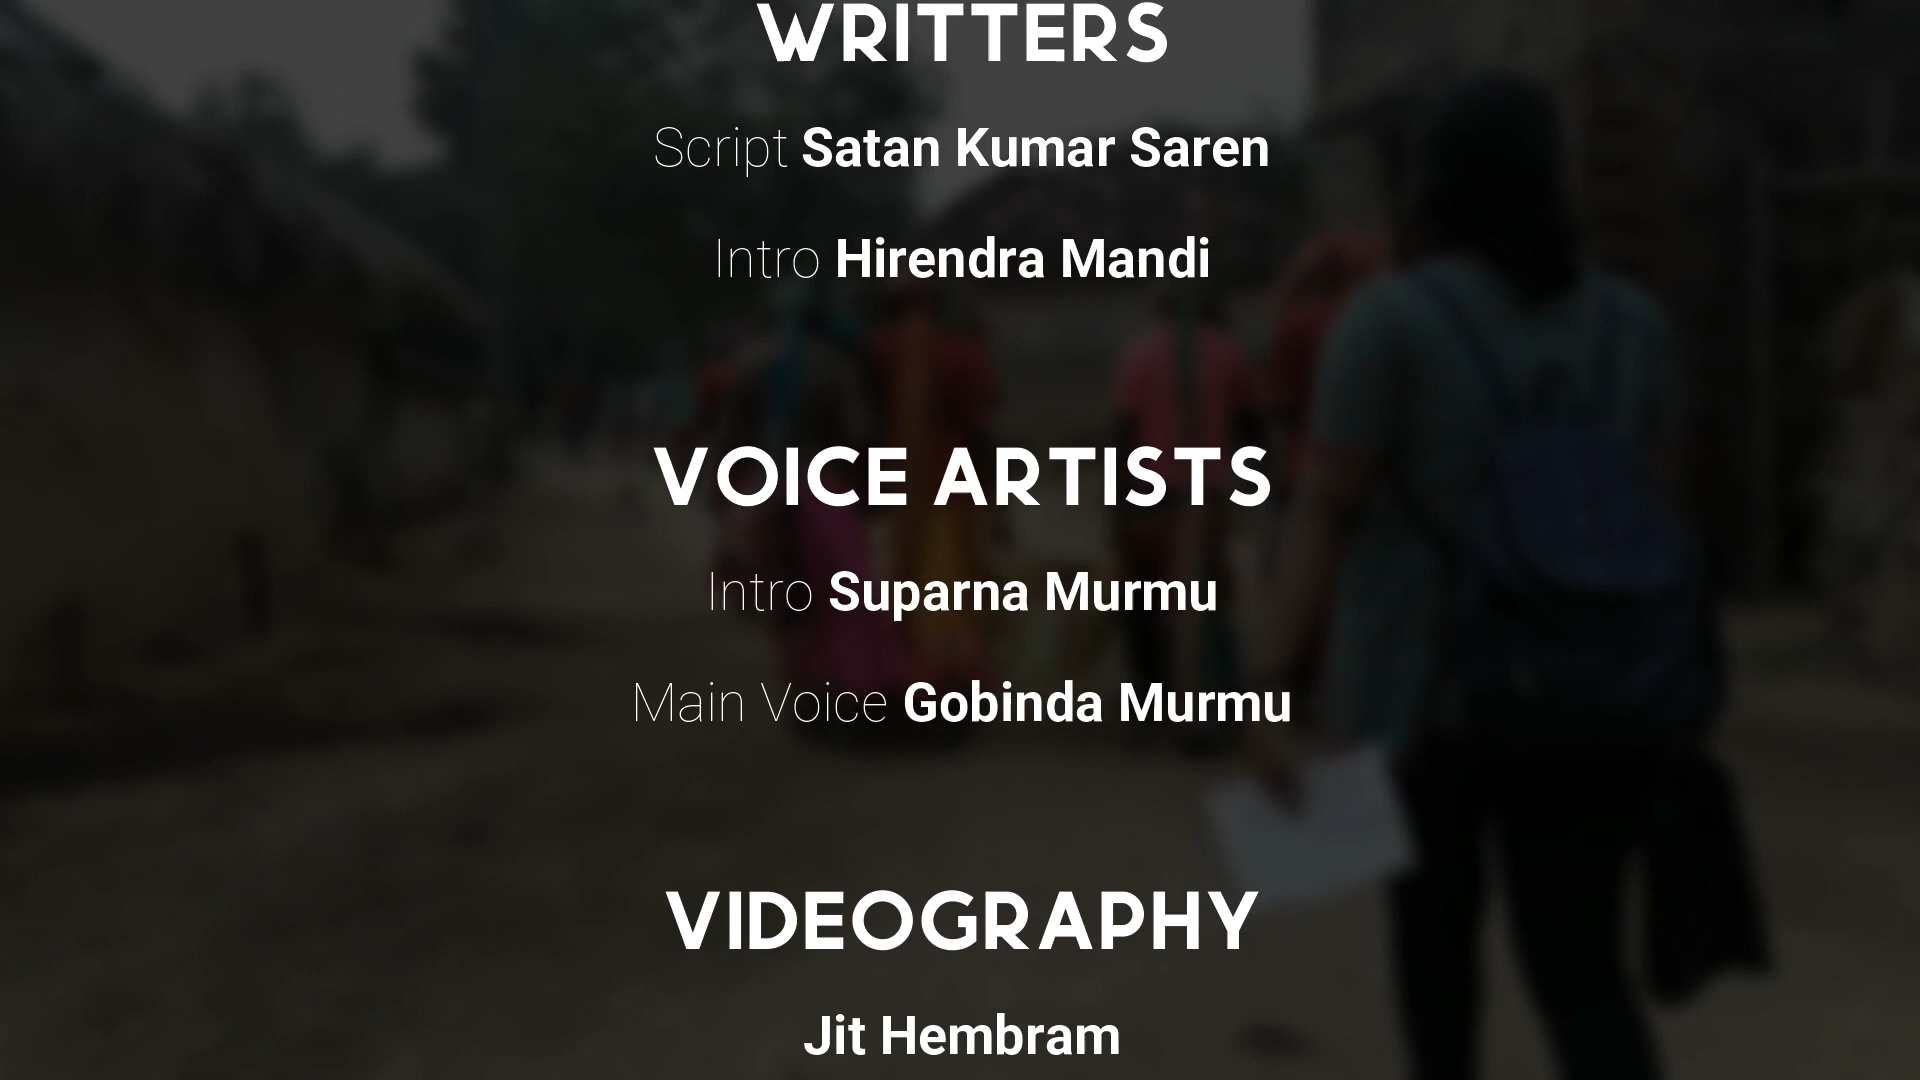 WRITTERS
Script Satan Kumar Saren
Intro Hirendra Mandi
VOICE ARTISTS
Intro Suparna Murmu
Main Voice Gobinda Murmu
VIDEOGRAPHY
Jit Hembram